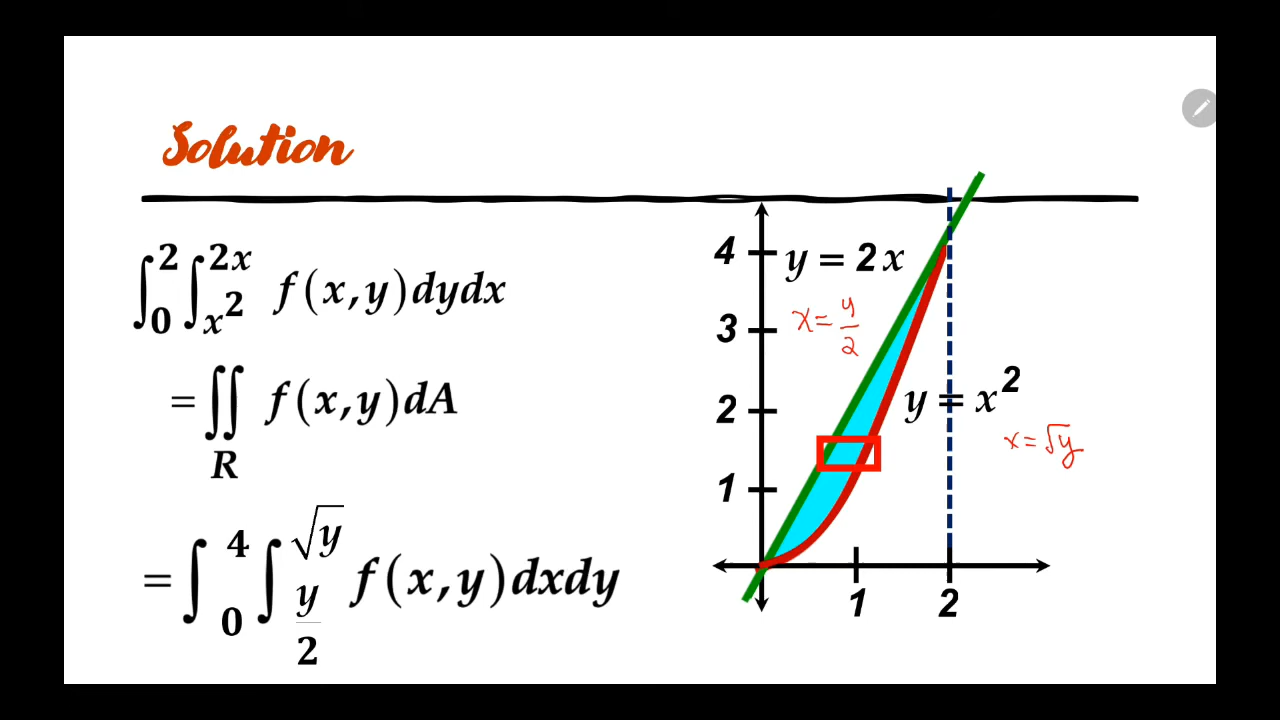 Solution
∫₀² ∫_{x²}^{2x} f(x,y)dydx
= ∬_R f(x,y)dA
= ∫₀⁴ ∫_{y/2}^{√y} f(x,y)dxdy
4
3
2
1
y = 2x
x = y/2
y = x²
x = √y
1
2